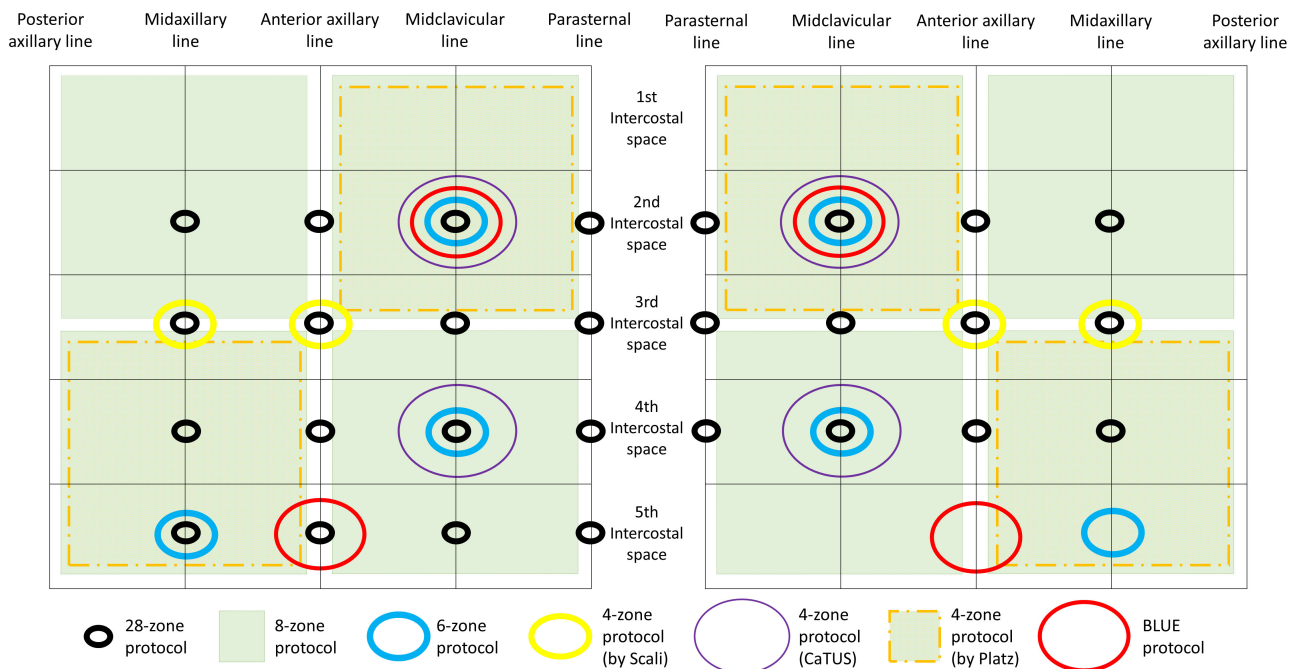 Posterior
axillary line
Midaxillary
line
Anterior axillary
line
Midclavicular
line
Parasternal
line
Parasternal
line
Midclavicular
line
Anterior axillary
line
Midaxillary
line
Posterior
axillary line
1st
Intercostal
space
2nd
Intercostal
space
3rd
Intercostal
space
4th
Intercostal
space
5th
Intercostal
space
28-zone
protocol
8-zone
protocol
6-zone
protocol
4-zone
protocol
(by Scali)
4-zone
protocol
(CaTUS)
4-zone
protocol
(by Platz)
BLUE
protocol